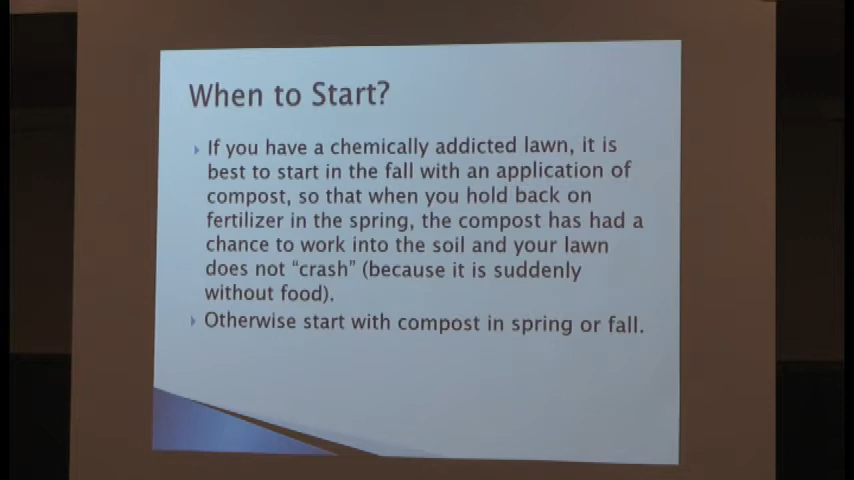 When to Start?
If you have a chemically addicted lawn, it is
best to start in the fall with an application of
compost, so that when you hold back on
fertilizer in the spring, the compost has had a
chance to work into the soil and your lawn
does not “crash” (because it is suddenly
without food).
Otherwise start with compost in spring or fall.